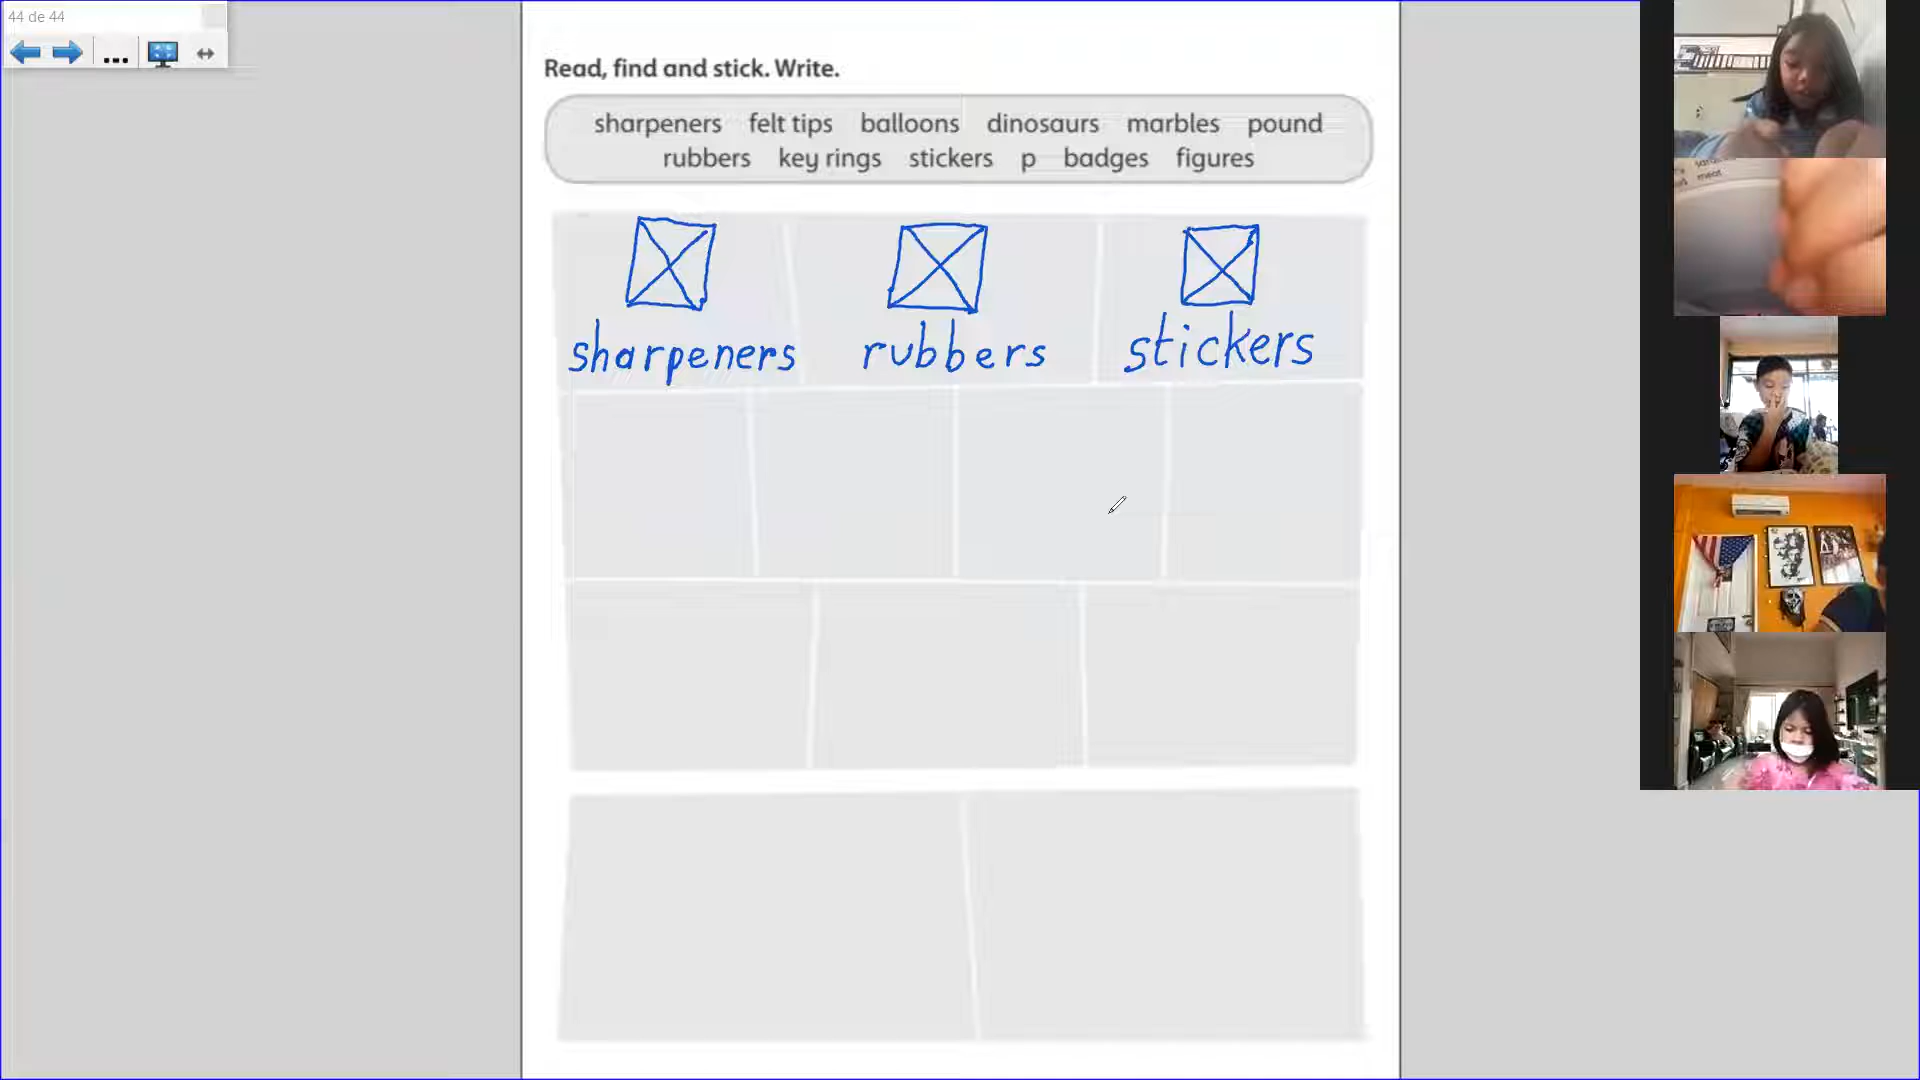 44 de 44
Read, find and stick. Write.
sharpeners felt tips balloons dinosaurs marbles pound
rubbers key rings stickers p badges figures
sharpeners rubbers stickers
meat